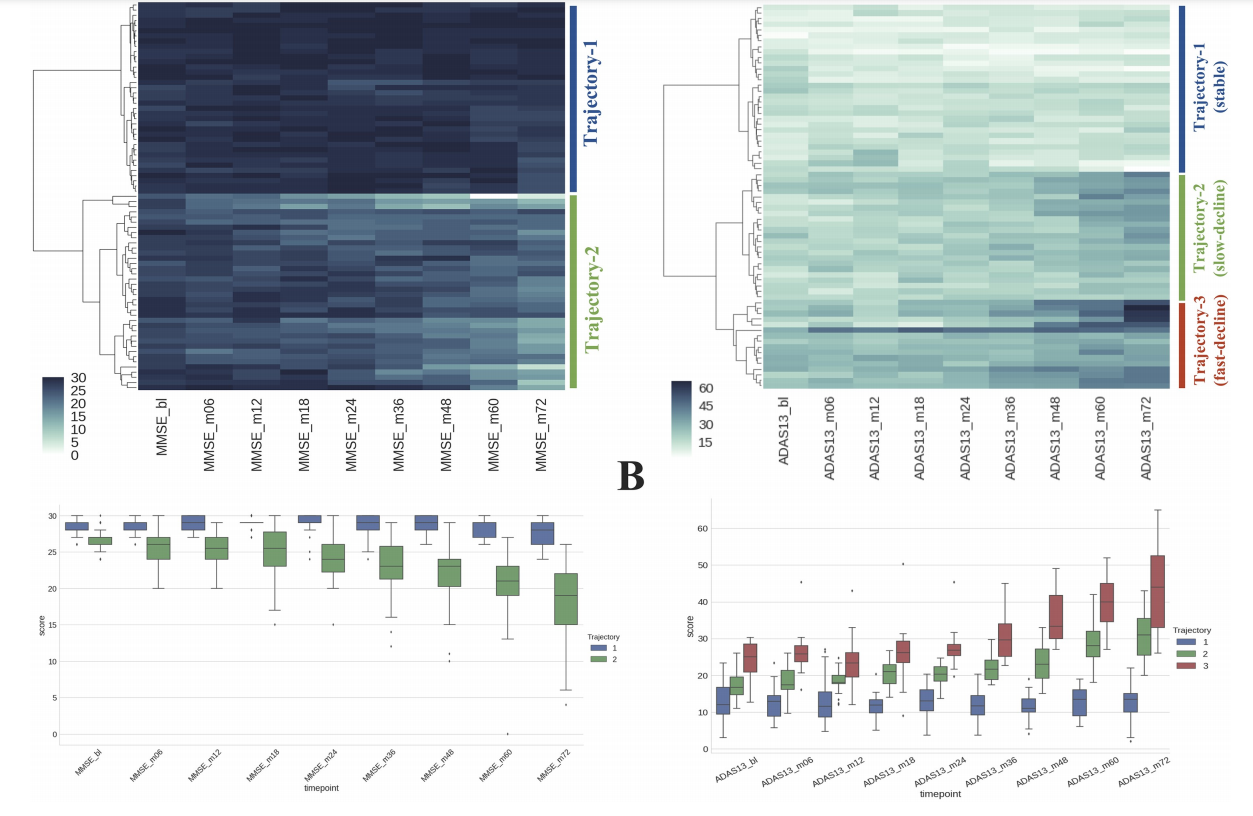 Trajectory-1
Trajectory-2
30
25
20
15
10
5
0
MMSE_bl
MMSE_m06
MMSE_m12
MMSE_m18
MMSE_m24
MMSE_m36
MMSE_m48
MMSE_m60
MMSE_m72
Trajectory-1
(stable)
Trajectory-2
(slow-decline)
Trajectory-3
(fast-decline)
60
45
30
15
ADAS13_bl
ADAS13_m06
ADAS13_m12
ADAS13_m18
ADAS13_m24
ADAS13_m36
ADAS13_m48
ADAS13_m60
ADAS13_m72
B
score
30
25
20
15
10
5
0
MMSE_bl
MMSE_m06
MMSE_m12
MMSE_m18
MMSE_m24
MMSE_m36
MMSE_m48
MMSE_m60
MMSE_m72
timepoint
Trajectory
1
2
score
60
50
40
30
20
10
0
ADAS13_bl
ADAS13_m06
ADAS13_m12
ADAS13_m18
ADAS13_m24
ADAS13_m36
ADAS13_m48
ADAS13_m60
ADAS13_m72
timepoint
Trajectory
1
2
3